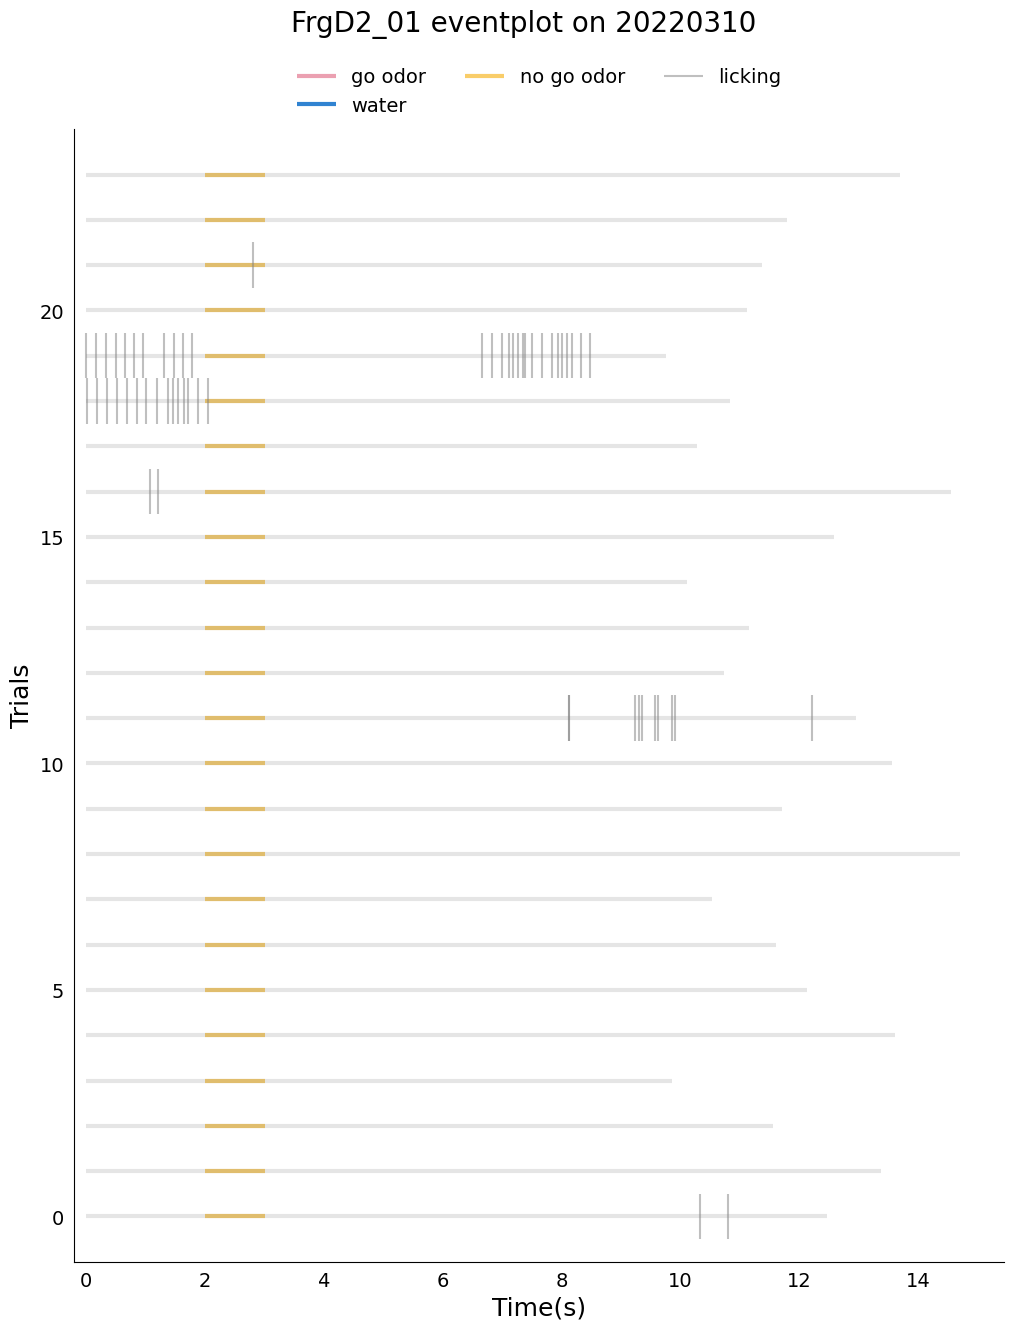 FrgD2_01 eventplot on 20220310
go odor no go odor licking
water
20
15
10
5
0
Trials
0 2 4 6 8 10 12 14
Time(s)